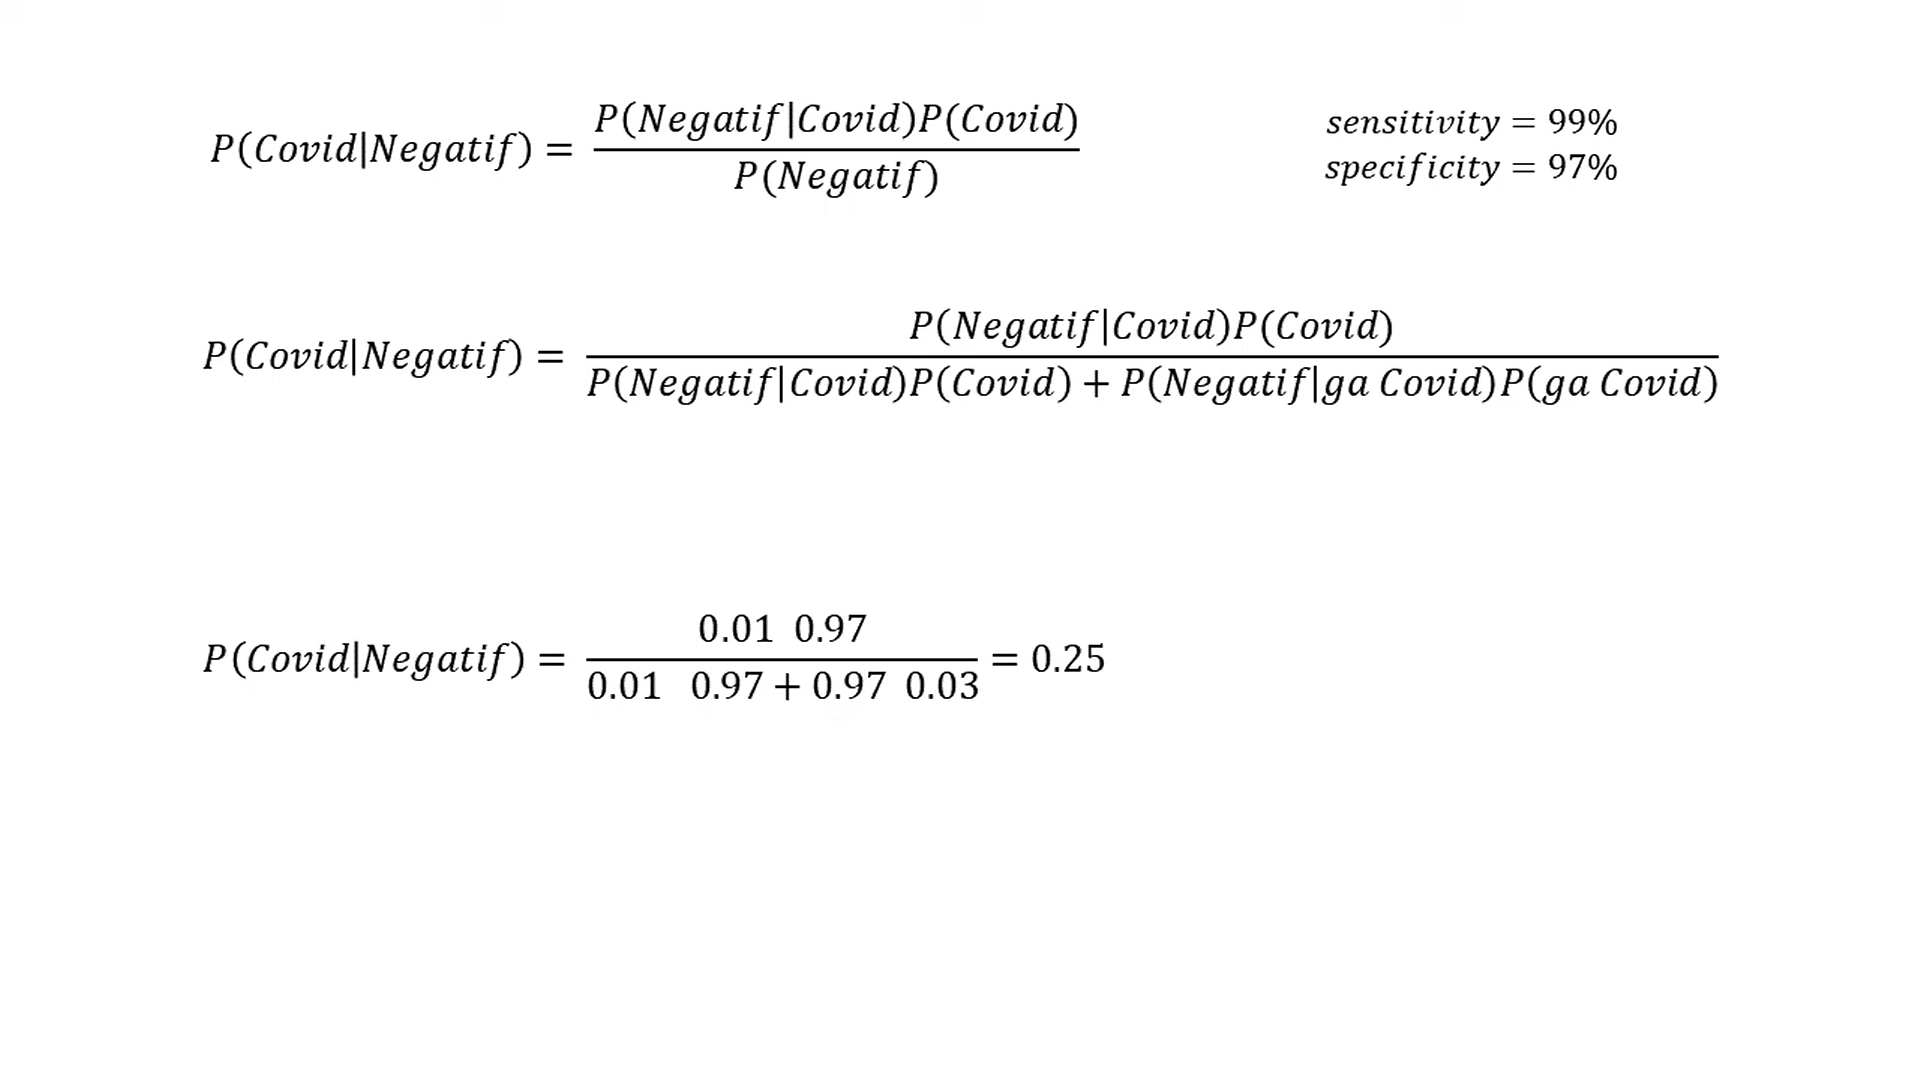 P(Covid|Negatif) = P(Negatif|Covid)P(Covid) / P(Negatif)
sensitivity = 99%
specificity = 97%
P(Covid|Negatif) = P(Negatif|Covid)P(Covid) / P(Negatif|Covid)P(Covid) + P(Negatif|ga Covid)P(ga Covid)
P(Covid|Negatif) = 0.01 0.97 / 0.01 0.97 + 0.97 0.03 = 0.25